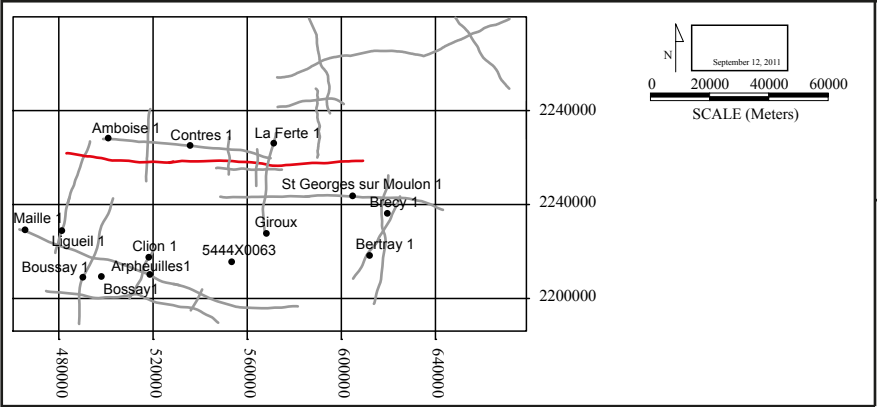 N
September 12, 2011
0 20000 40000 60000
SCALE (Meters)
2240000
Amboise 1
Contres 1
La Ferte 1
St Georges sur Moulon 1
2240000
Brecy 1
Maille 1
Ligueil 1
Giroux
Clion 1
5444X0063
Bertray 1
Boussay 1
Arpheuilles1
Bossay1
2200000
480000
520000
560000
600000
640000